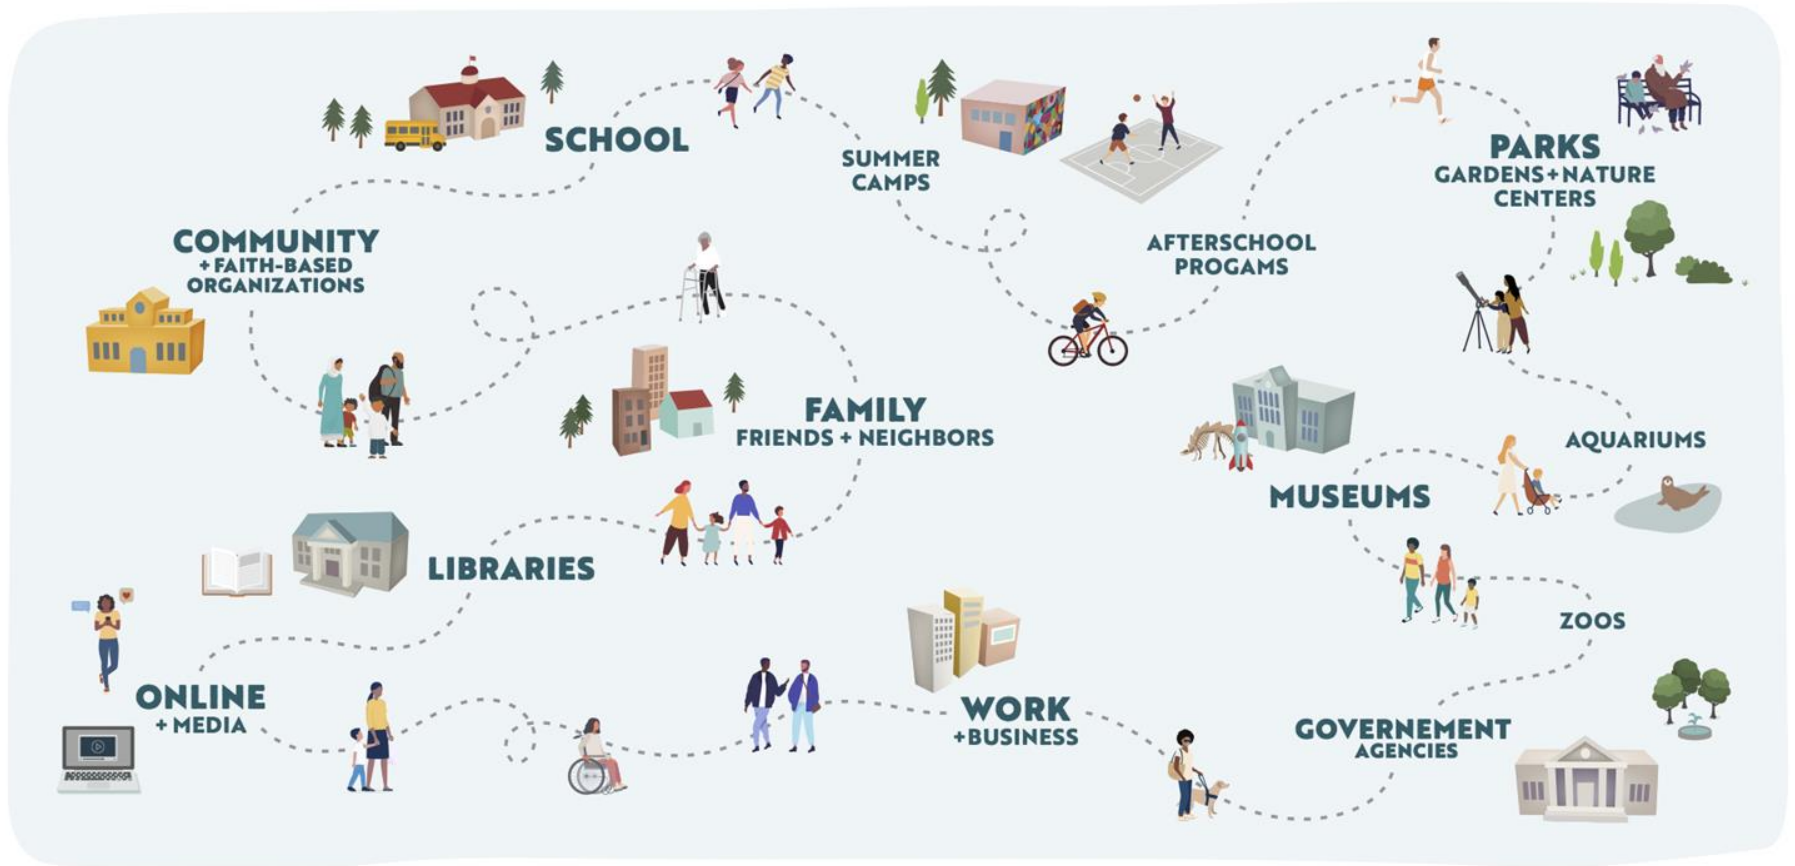 SCHOOL
SUMMER
CAMPS
PARKS
GARDENS+NATURE
CENTERS
COMMUNITY
+FAITH-BASED
ORGANIZATIONS
AFTERSCHOOL
PROGAMS
FAMILY
FRIENDS + NEIGHBORS
AQUARIUMS
MUSEUMS
LIBRARIES
ZOOS
ONLINE
+ MEDIA
WORK
+BUSINESS
GOVERNEMENT
AGENCIES